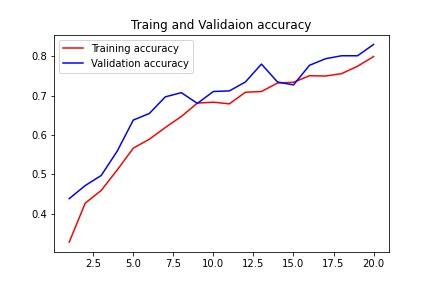 Traing and Validaion accuracy
Training accuracy
Validation accuracy
0.8
0.7
0.6
0.5
0.4
2.5 5.0 7.5 10.0 12.5 15.0 17.5 20.0